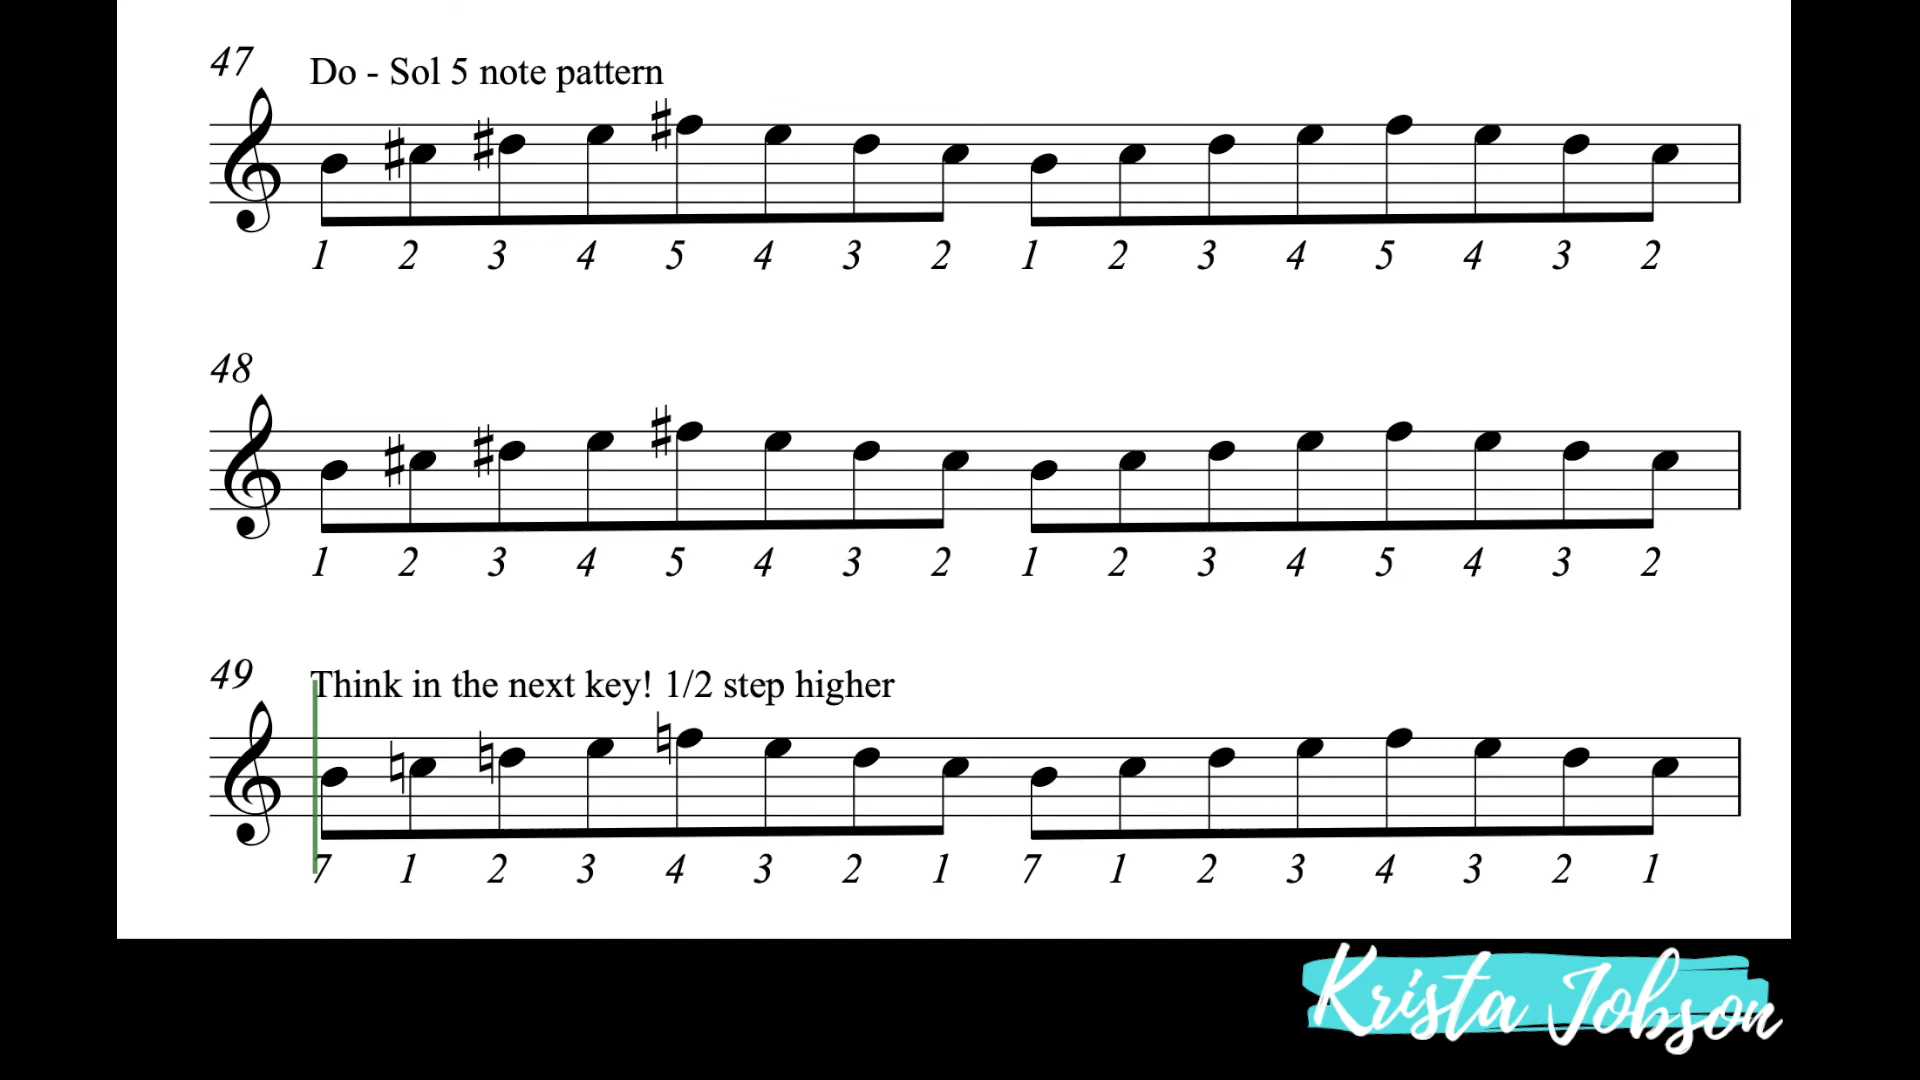 47 Do - Sol 5 note pattern
1 2 3 4 5 4 3 2 1 2 3 4 5 4 3 2
48
1 2 3 4 5 4 3 2 1 2 3 4 5 4 3 2
49 Think in the next key! 1/2 step higher
7 1 2 3 4 3 2 1 7 1 2 3 4 3 2 1
Krista Jobson